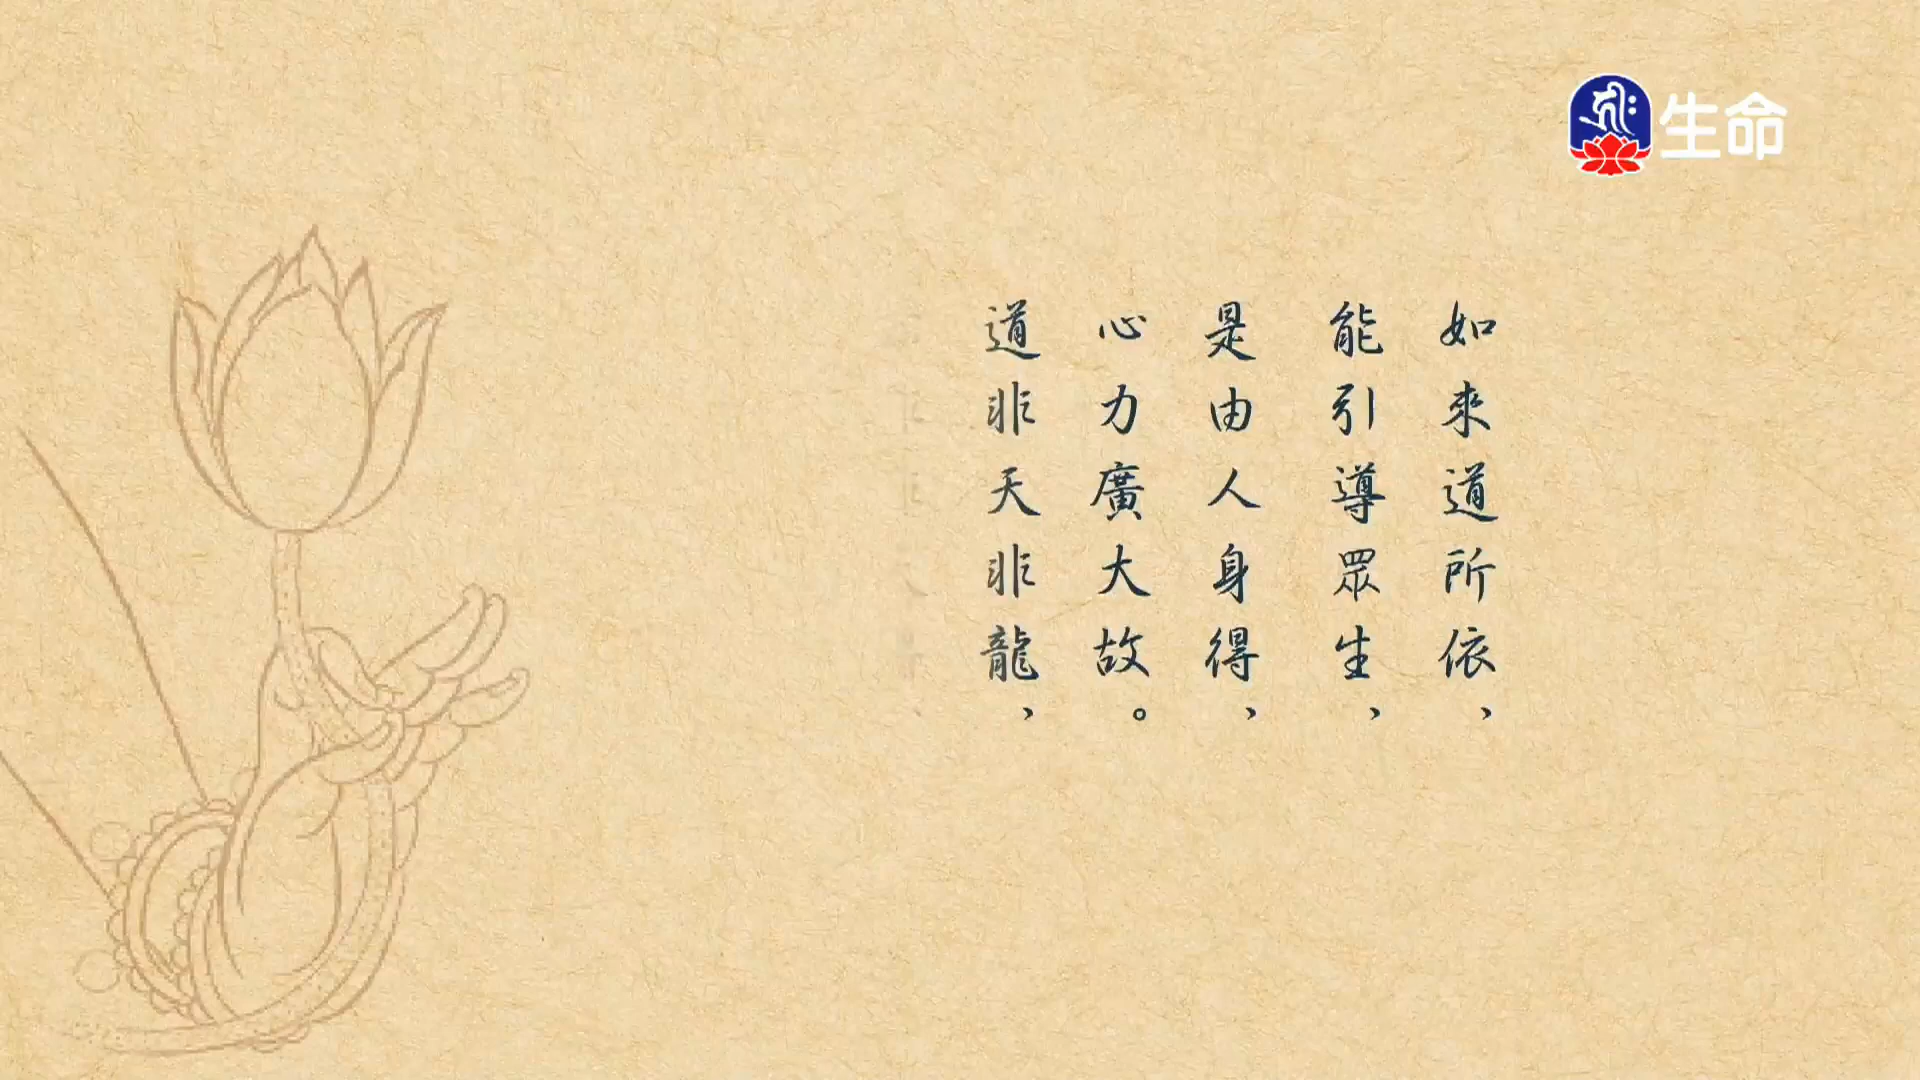 生命
如來道所依，
能引導眾生，
是由人身得，
心力廣大故。
道非天非龍，